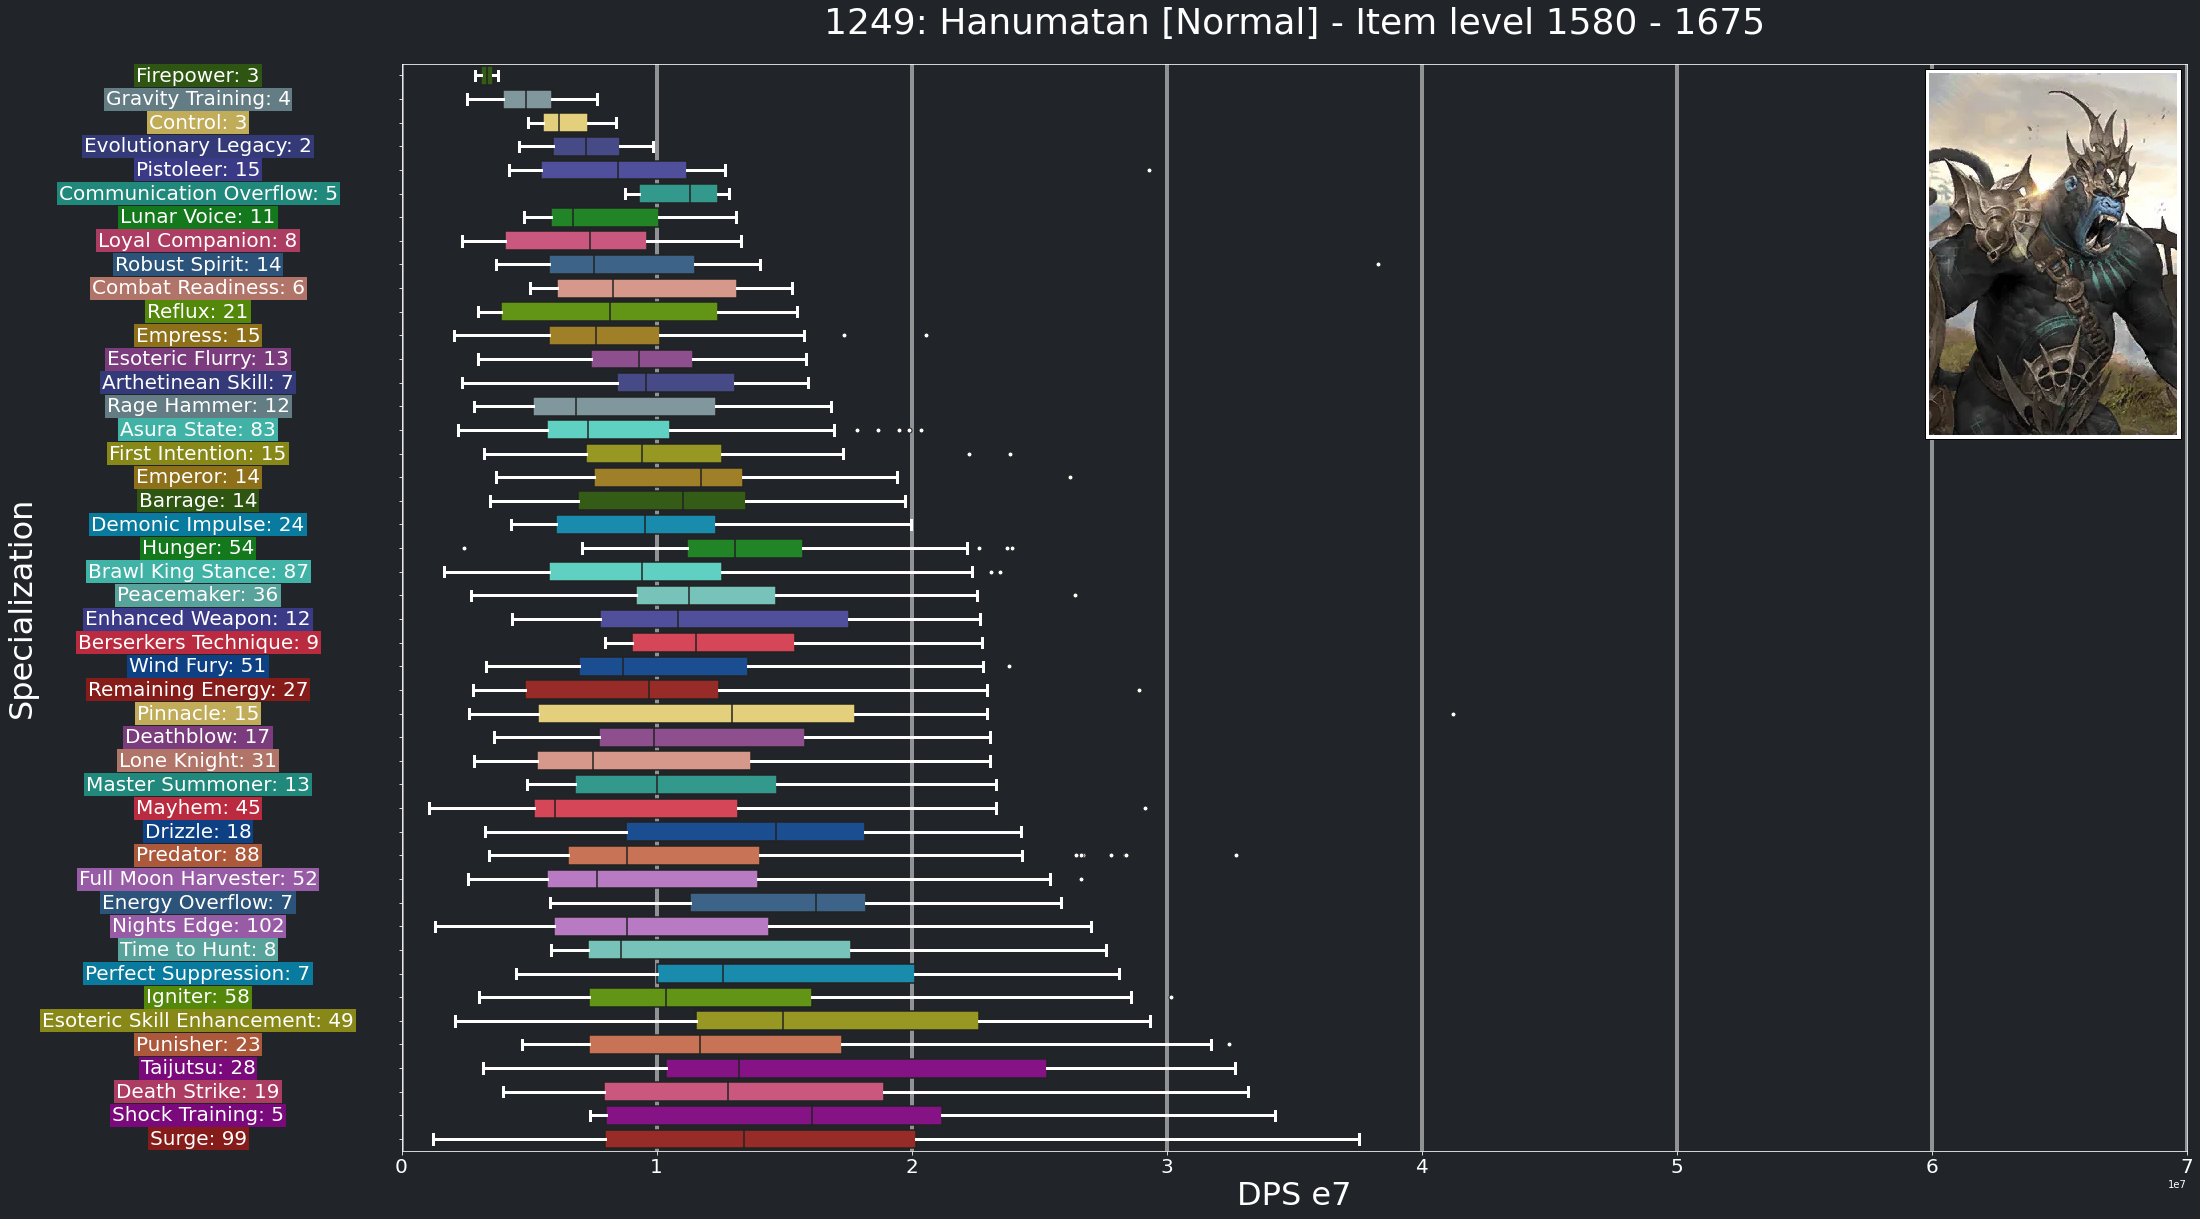 1249: Hanumatan [Normal] - Item level 1580 - 1675
Firepower: 3
Gravity Training: 4
Control: 3
Evolutionary Legacy: 2
Pistoleer: 15
Communication Overflow: 5
Lunar Voice: 11
Loyal Companion: 8
Robust Spirit: 14
Combat Readiness: 6
Reflux: 21
Empress: 15
Esoteric Flurry: 13
Arthetinean Skill: 7
Rage Hammer: 12
Asura State: 83
First Intention: 15
Emperor: 14
Barrage: 14
Demonic Impulse: 24
Hunger: 54
Brawl King Stance: 87
Peacemaker: 36
Enhanced Weapon: 12
Berserkers Technique: 9
Wind Fury: 51
Remaining Energy: 27
Pinnacle: 15
Deathblow: 17
Lone Knight: 31
Master Summoner: 13
Mayhem: 45
Drizzle: 18
Predator: 88
Full Moon Harvester: 52
Energy Overflow: 7
Nights Edge: 102
Time to Hunt: 8
Perfect Suppression: 7
Igniter: 58
Esoteric Skill Enhancement: 49
Punisher: 23
Taijutsu: 28
Death Strike: 19
Shock Training: 5
Surge: 99
Specialization
0 1 2 3 4 5 6 7
1e7
DPS e7